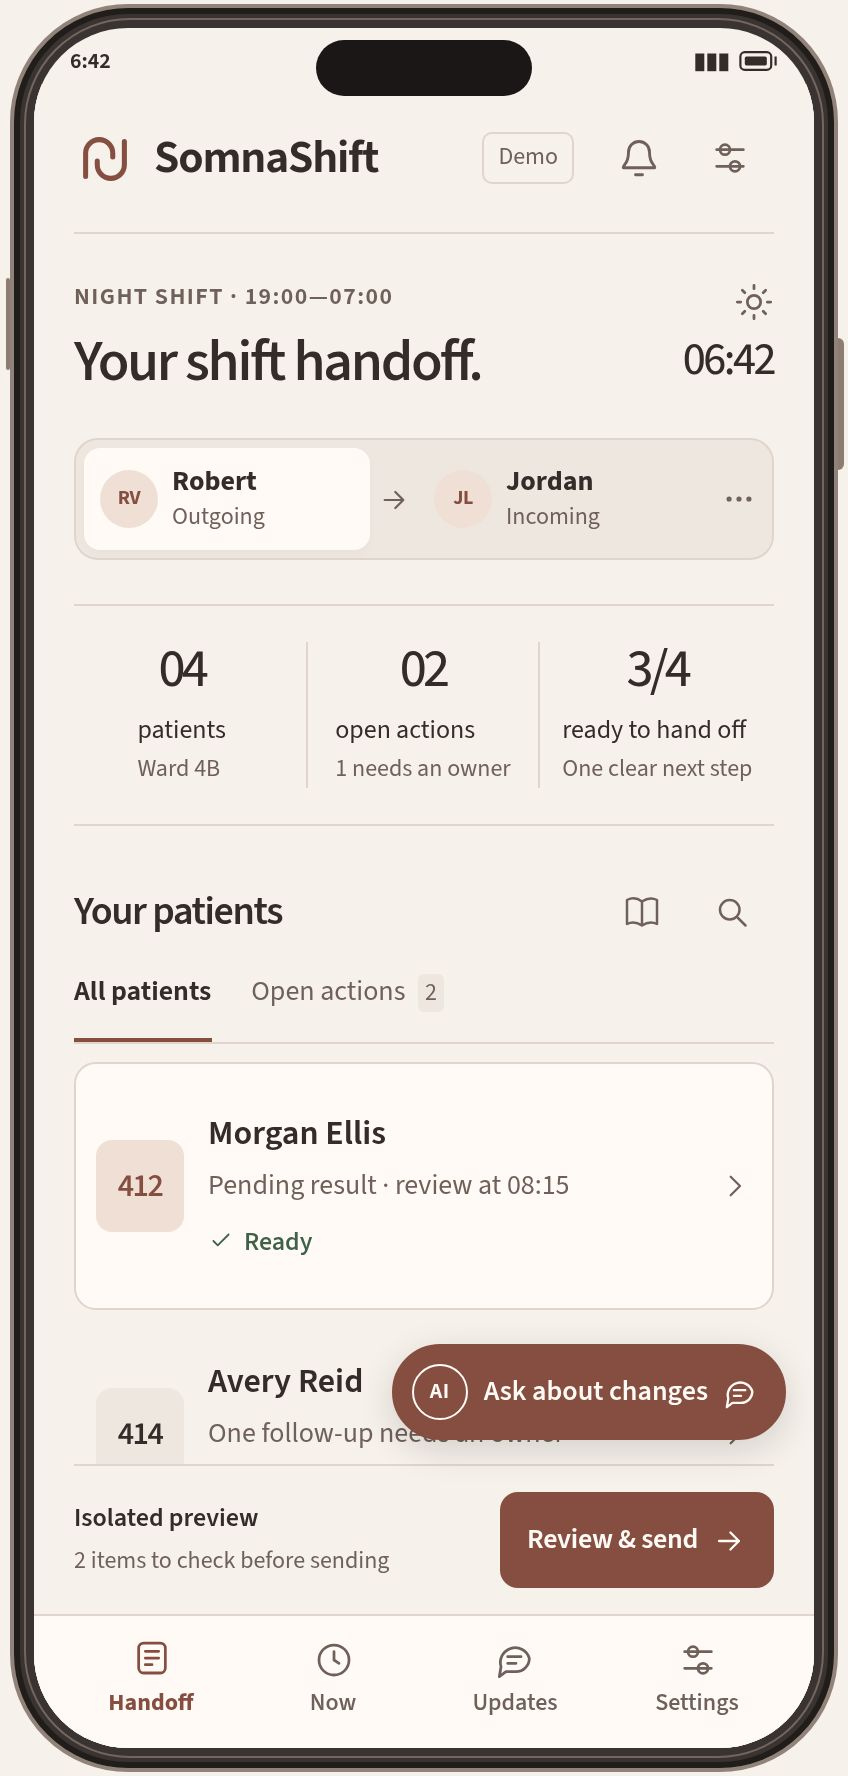 6:42
SomnaShift
Demo
NIGHT SHIFT · 19:00—07:00
Your shift handoff.
06:42
RV
Robert
Outgoing
→
JL
Jordan
Incoming
04
patients
Ward 4B
02
open actions
1 needs an owner
3/4
ready to hand off
One clear next step
Your patients
All patients
Open actions 2
412
Morgan Ellis
Pending result · review at 08:15
Ready
414
Avery Reid
One follow-up needs an owner
AI Ask about changes
Isolated preview
2 items to check before sending
Review & send →
Handoff
Now
Updates
Settings